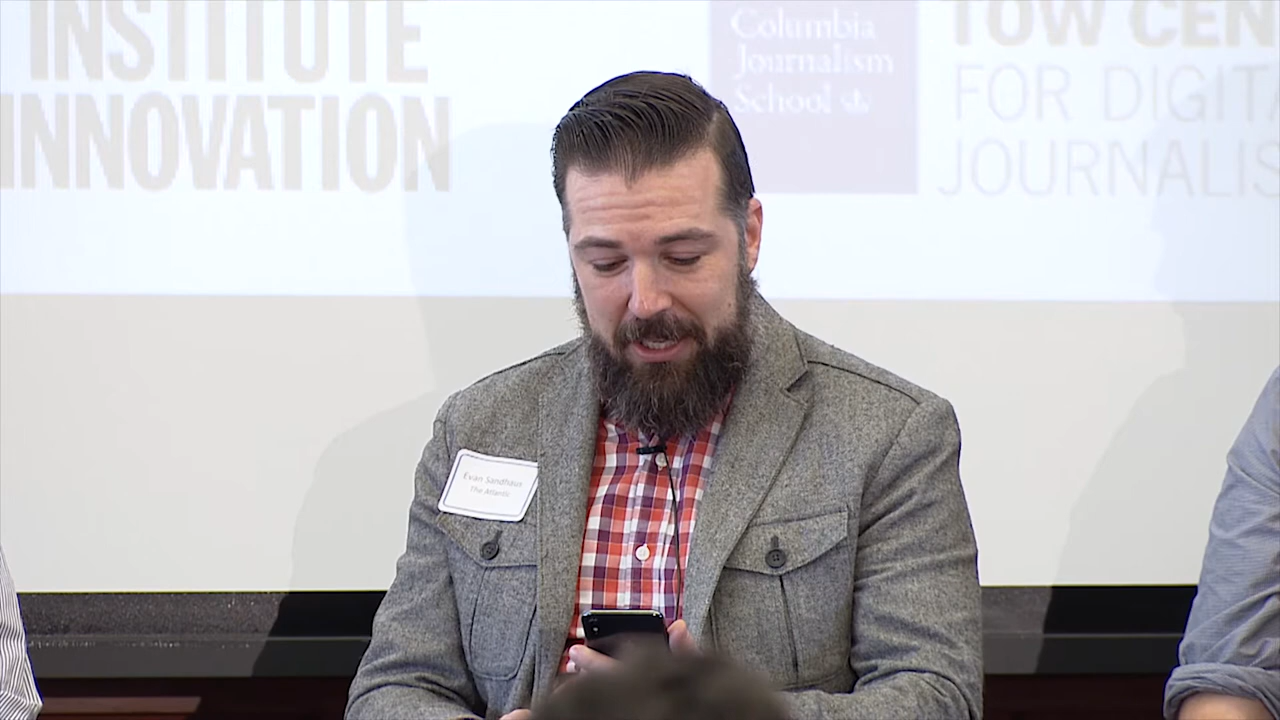 INSTITUTE
INNOVATION
Columbia
Journalism
School
TOW CEN
FOR DIGITA
JOURNALIS
Evan Sandhaus
The Atlantic